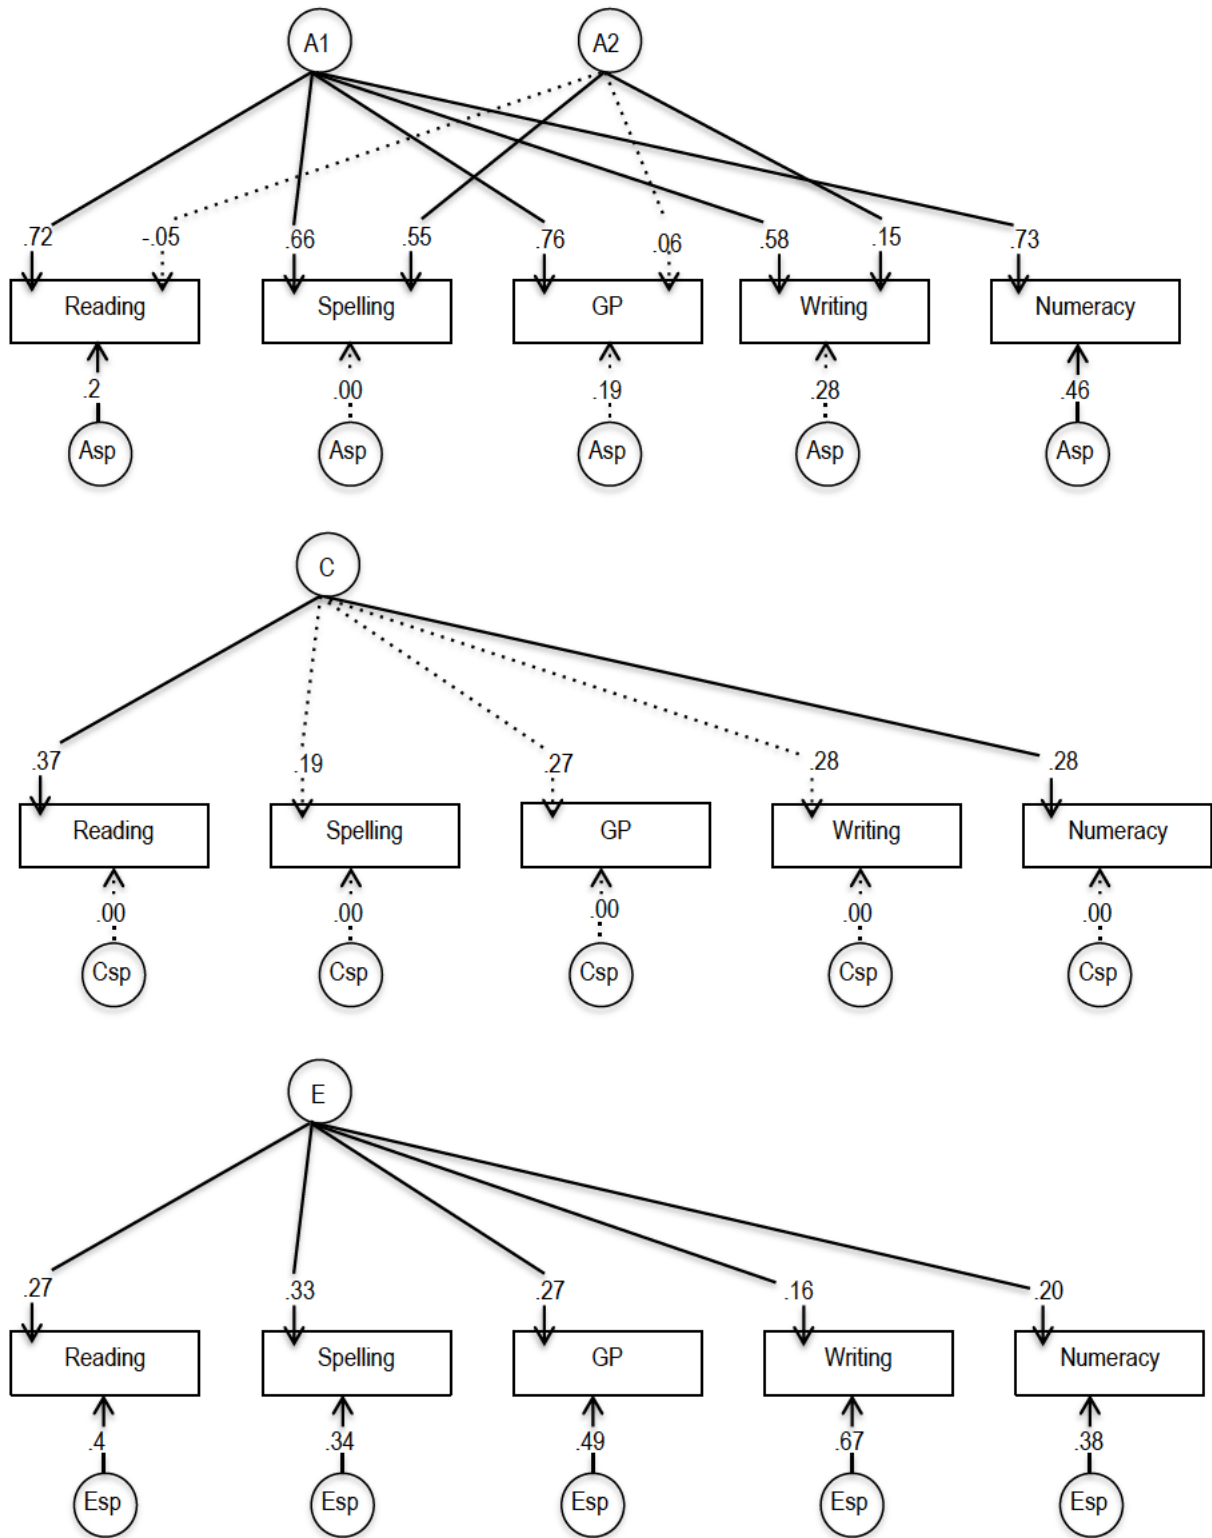 A1 A2
.72 -.05 .66 .55 .76 .06 .58 .15 .73
Reading Spelling GP Writing Numeracy
.2 .00 .19 .28 .46
Asp Asp Asp Asp Asp
C
.37 .19 .27 .28 .28
Reading Spelling GP Writing Numeracy
.00 .00 .00 .00 .00
Csp Csp Csp Csp Csp
E
.27 .33 .27 .16 .20
Reading Spelling GP Writing Numeracy
.4 .34 .49 .67 .38
Esp Esp Esp Esp Esp